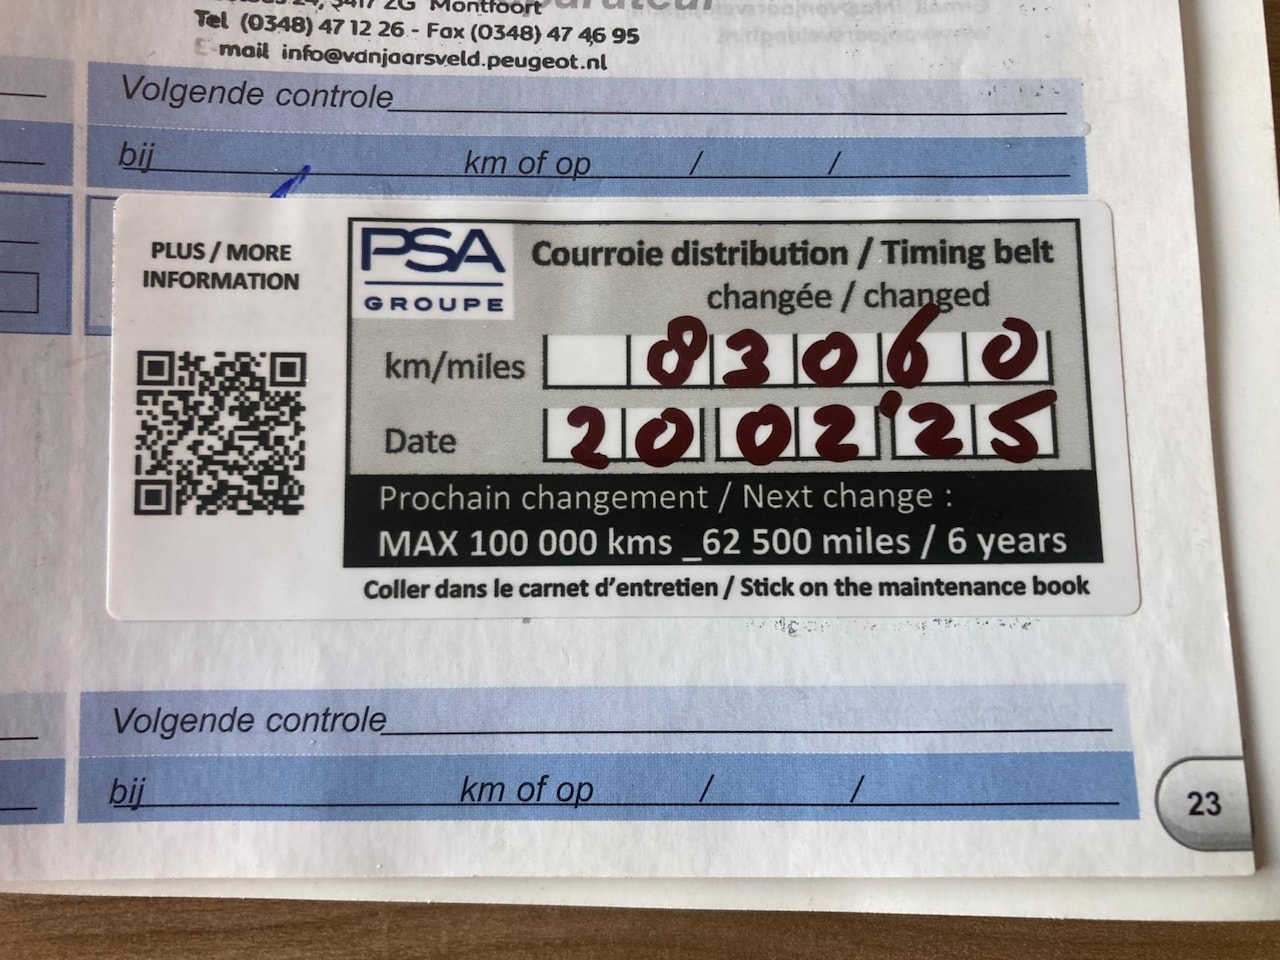 3417 ZG Montfoort
Tel (0348) 47 12 26 - Fax (0348) 47 46 95
E-mail info@vanjaarsveld.peugeot.nl
Volgende controle
bij km of op / /
PLUS / MORE
INFORMATION
PSA
GROUPE
Courroie distribution / Timing belt
changée / changed
km/miles 83060
Date 20 02 '25
Prochain changement / Next change :
MAX 100 000 kms _62 500 miles / 6 years
Coller dans le carnet d'entretien / Stick on the maintenance book
Volgende controle
bij km of op / /
23